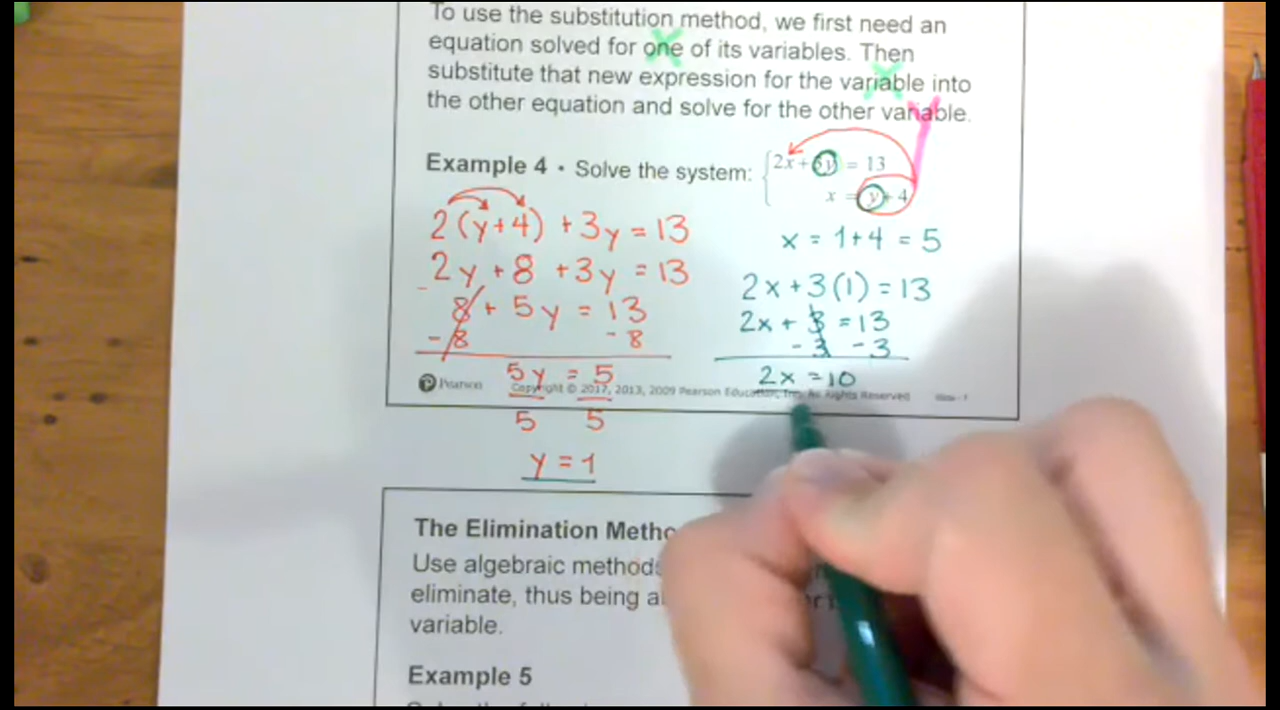 To use the substitution method, we first need an
equation solved for one of its variables. Then
substitute that new expression for the variable into
the other equation and solve for the other variable.
x
x
y
Example 4 · Solve the system:
2x + 3y = 13
x = y + 4
2(y+4) + 3y = 13
2y + 8 + 3y = 13
8 + 5y = 13
-8 -8
5y = 5
5 5
y = 1
x = 1+4 = 5
2x + 3(1) = 13
2x + 3 = 13
-3 -3
2x = 10
Pearson
Copyright © 2017, 2013, 2009 Pearson Education, Inc. All Rights Reserved
The Elimination Metho
Use algebraic methods
eliminate, thus being a
variable.
Example 5